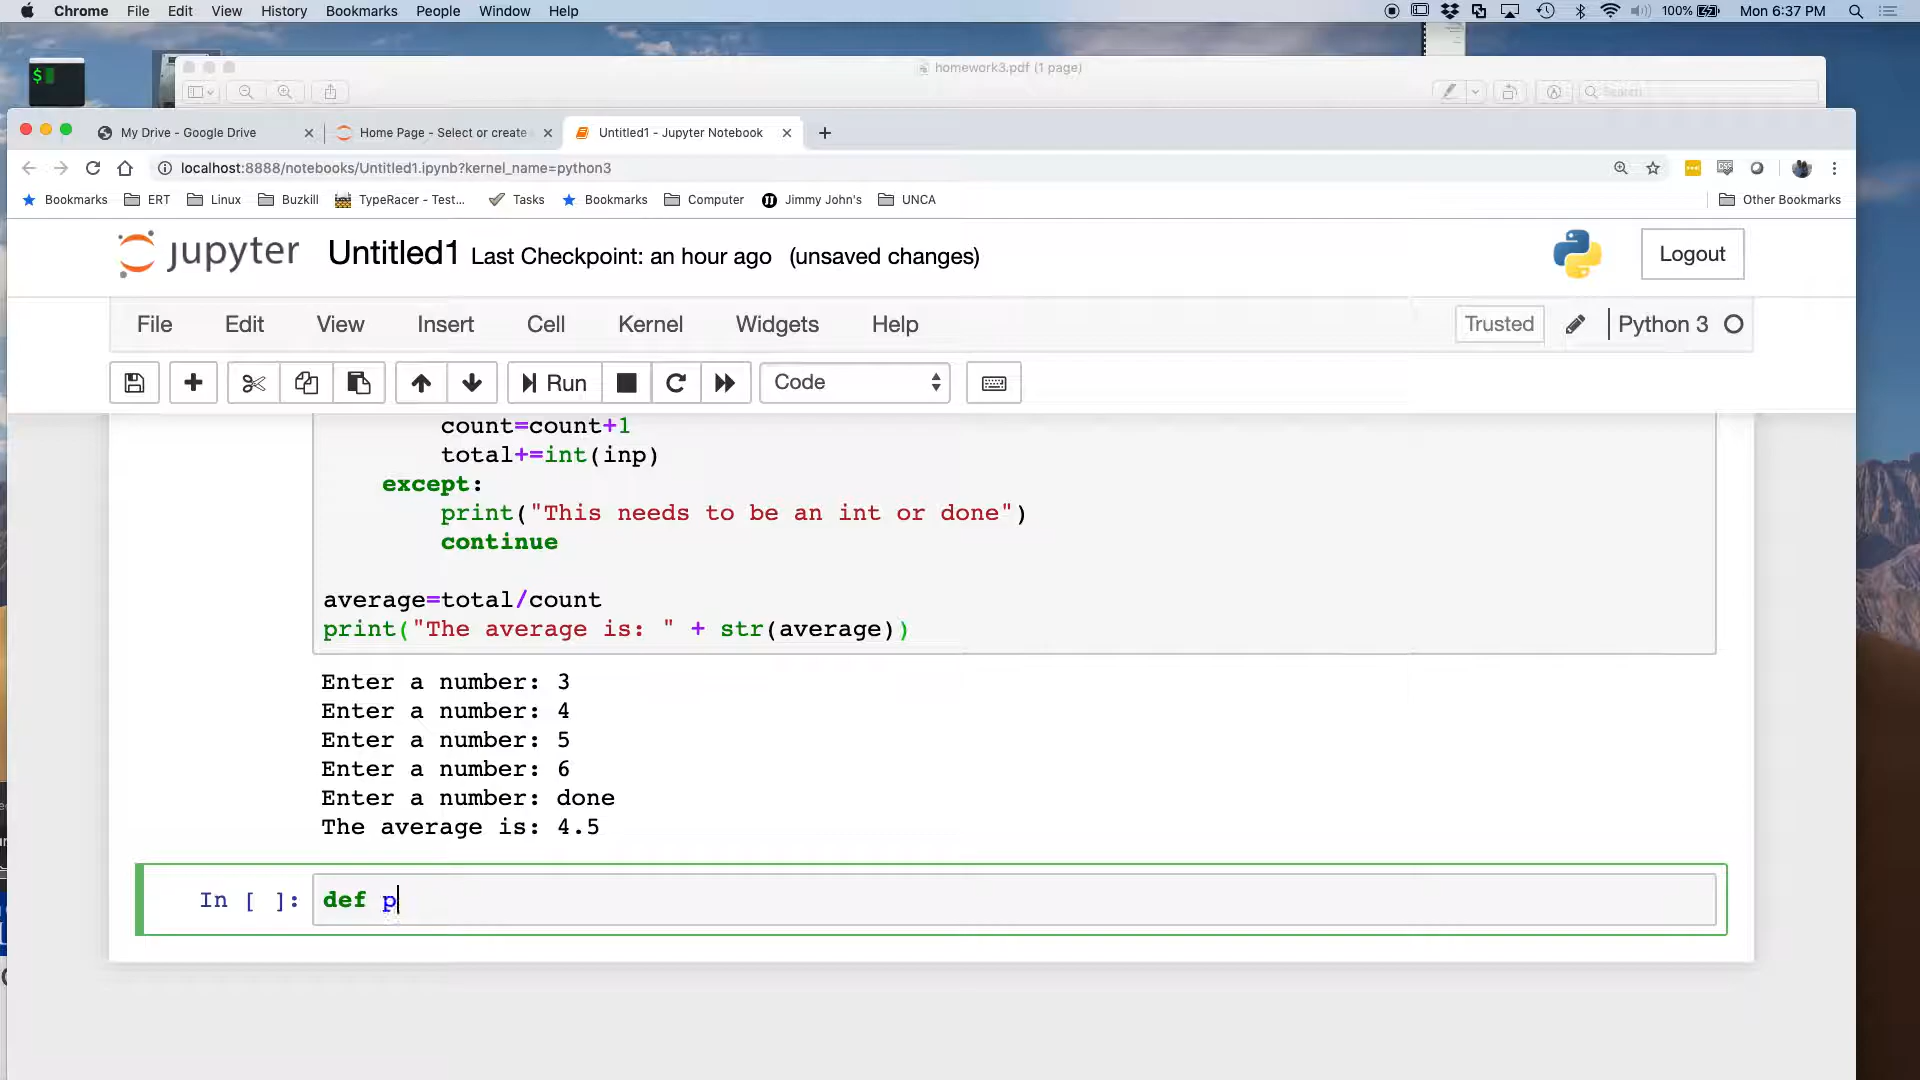 Chrome File Edit View History Bookmarks People Window Help 100% Mon 6:37 PM
$
homework3.pdf (1 page)
Search
My Drive - Google Drive
Home Page - Select or create
Untitled1 - Jupyter Notebook
localhost:8888/notebooks/Untitled1.ipynb?kernel_name=python3
Bookmarks ERT Linux Buzkill TypeRacer - Test... Tasks Bookmarks Computer Jimmy John's UNCA Other Bookmarks
jupyter Untitled1 Last Checkpoint: an hour ago (unsaved changes) Logout
File Edit View Insert Cell Kernel Widgets Help Trusted Python 3
Run Code
count=count+1
total+=int(inp)
except:
print("This needs to be an int or done")
continue
average=total/count
print("The average is: " + str(average))
Enter a number: 3
Enter a number: 4
Enter a number: 5
Enter a number: 6
Enter a number: done
The average is: 4.5
In [ ]: def p